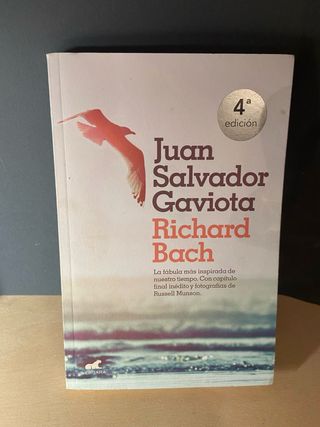 4ª
edición
Juan
Salvador
Gaviota
Richard
Bach
La fábula más inspirada de
nuestro tiempo. Con capítulo
final inédito y fotografías de
Russell Munson.